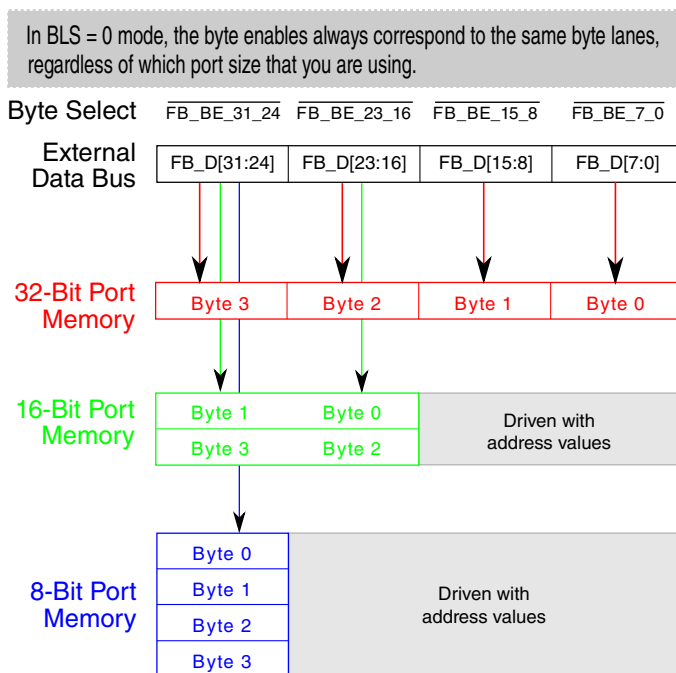 In BLS = 0 mode, the byte enables always correspond to the same byte lanes,
regardless of which port size that you are using.
Byte Select FB_BE_31_24 FB_BE_23_16 FB_BE_15_8 FB_BE_7_0
External
Data Bus
FB_D[31:24] FB_D[23:16] FB_D[15:8] FB_D[7:0]
32-Bit Port
Memory
Byte 3 Byte 2 Byte 1 Byte 0
16-Bit Port
Memory
Byte 1 Byte 0
Byte 3 Byte 2
Driven with
address values
8-Bit Port
Memory
Byte 0
Byte 1
Byte 2
Byte 3
Driven with
address values